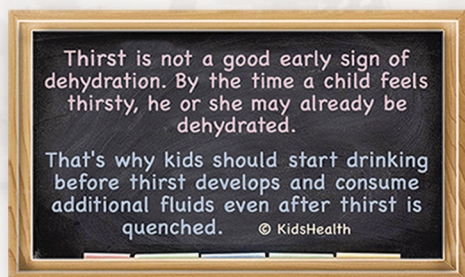 Thirst is not a good early sign of
dehydration. By the time a child feels
thirsty, he or she may already be
dehydrated.
That's why kids should start drinking
before thirst develops and consume
additional fluids even after thirst is
quenched. © KidsHealth